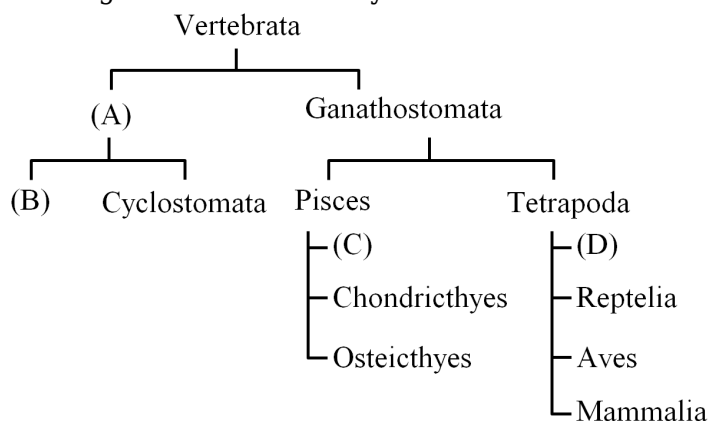 Vertebrata
(A)
Ganathostomata
(B)
Cyclostomata
Pisces
Tetrapoda
(C)
(D)
Chondricthyes
Reptelia
Osteicthyes
Aves
Mammalia